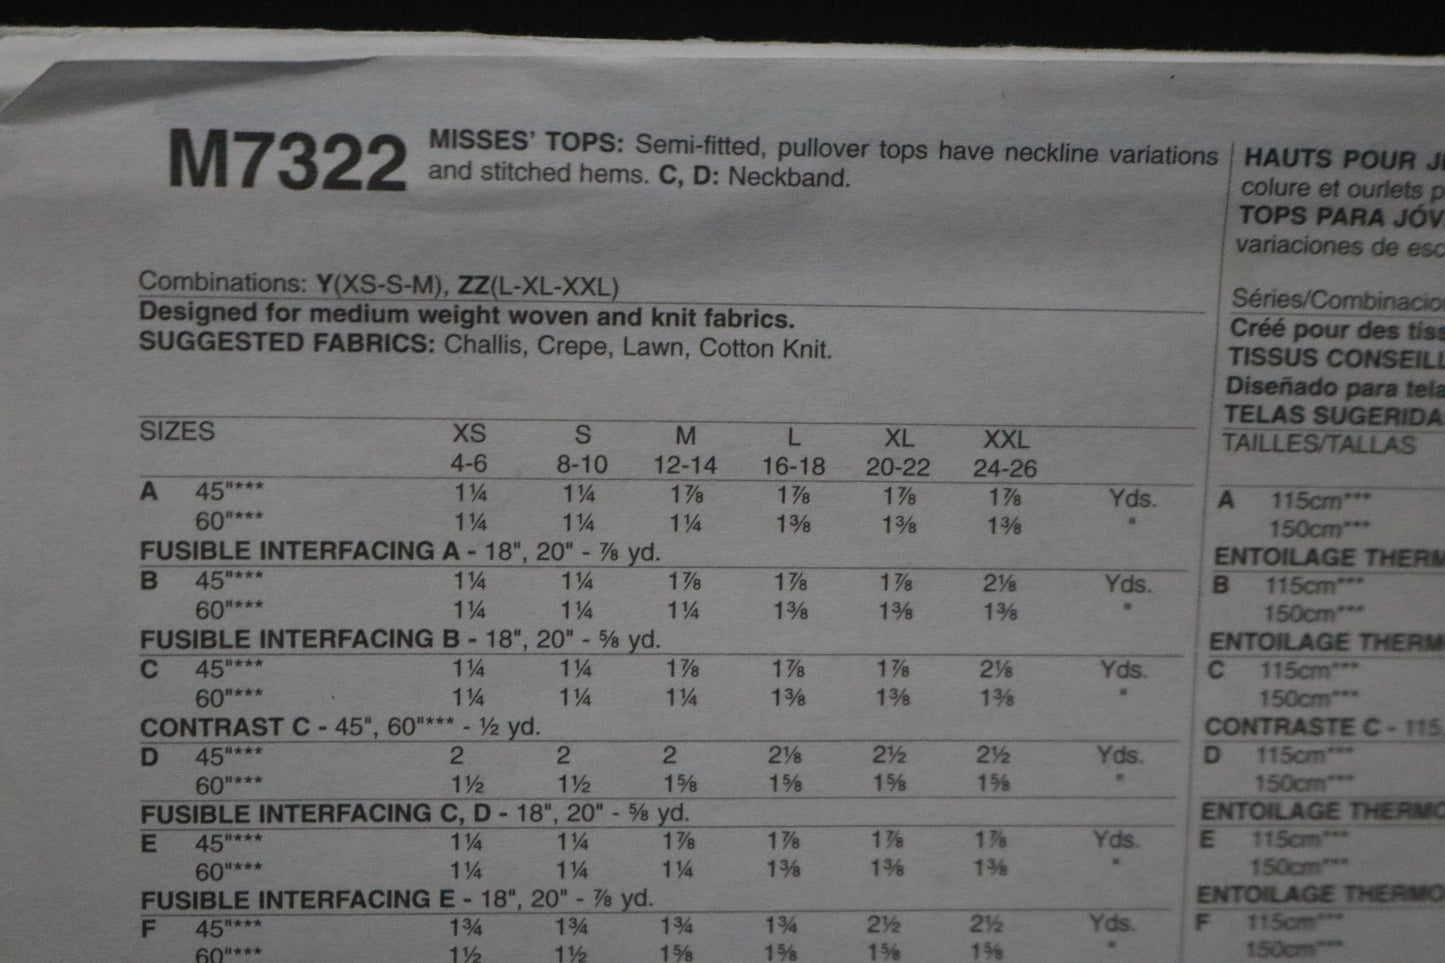 M7322 MISSES' TOPS: Semi-fitted, pullover tops have neckline variations
and stitched hems. C, D: Neckband.
Combinations: Y(XS-S-M), ZZ(L-XL-XXL)
Designed for medium weight woven and knit fabrics.
SUGGESTED FABRICS: Challis, Crepe, Lawn, Cotton Knit.
SIZES XS S M L XL XXL
4-6 8-10 12-14 16-18 20-22 24-26
A 45"*** 1¼ 1¼ 1⅞ 1⅞ 1⅞ 1⅞ Yds.
60"*** 1¼ 1¼ 1¼ 1⅜ 1⅜ 1⅜ "
FUSIBLE INTERFACING A - 18", 20" - ⅞ yd.
B 45"*** 1¼ 1¼ 1⅞ 1⅞ 1⅞ 2⅛ Yds.
60"*** 1¼ 1¼ 1¼ 1⅜ 1⅜ 1⅜ "
FUSIBLE INTERFACING B - 18", 20" - ⅝ yd.
C 45"*** 1¼ 1¼ 1⅞ 1⅞ 1⅞ 2⅛ Yds.
60"*** 1¼ 1¼ 1¼ 1⅜ 1⅜ 1⅜ "
CONTRAST C - 45", 60"*** - ½ yd.
D 45"*** 2 2 2 2⅛ 2½ 2½ Yds.
60"*** 1½ 1½ 1⅝ 1⅝ 1⅝ 1⅝ "
FUSIBLE INTERFACING C, D - 18", 20" - ⅝ yd.
E 45"*** 1¼ 1¼ 1⅞ 1⅞ 1⅞ 1⅞ Yds.
60"*** 1¼ 1¼ 1¼ 1⅜ 1⅜ 1⅜ "
FUSIBLE INTERFACING E - 18", 20" - ⅞ yd.
F 45"*** 1¾ 1¾ 1¾ 1¾ 2½ 2½ Yds.
60"*** 1½ 1½ 1⅝ 1⅝ 1⅝ 1⅝ "
HAUTS POUR
colure et ourlets
TOPS PARA
variaciones de
Séries/
Créé pour des
TISSUS
Diseñado para
TELAS
TAILLES/TALLAS
A 115cm***
150cm***
ENTOILAGE
B 115cm***
150cm***
ENTOILAGE
C 115cm***
150cm***
CONTRASTE C -
D 115cm***
150cm***
ENTOILAGE
E 115cm***
150cm***
ENTOILAGE
F 115cm***
150cm***